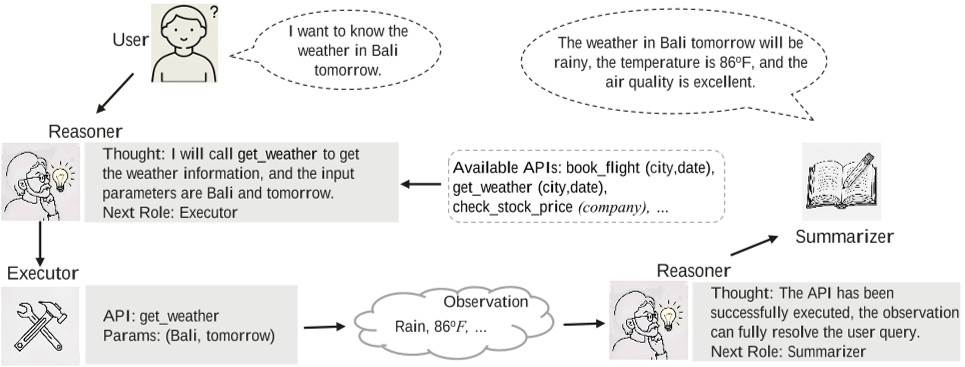 User
?
I want to know the
weather in Bali
tomorrow.
The weather in Bali tomorrow will be
rainy, the temperature is 86°F, and the
air quality is excellent.
Reasoner
Thought: I will call get_weather to get
the weather information, and the input
parameters are Bali and tomorrow.
Next Role: Executor
Available APIs: book_flight (city,date),
get_weather (city,date),
check_stock_price (company), ...
Summarizer
Executor
API: get_weather
Params: (Bali, tomorrow)
Observation
Rain, 86°F, ...
Reasoner
Thought: The API has been
successfully executed, the observation
can fully resolve the user query.
Next Role: Summarizer